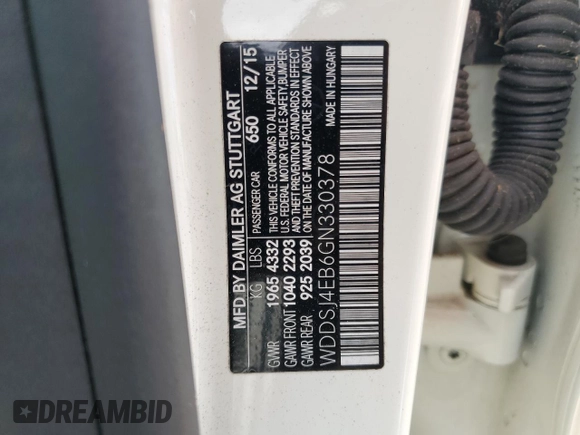 MFD BY DAIMLER AG STUTTGART
KG LBS PASSENGER CAR 650 12/15
GVWR 1965 4332 THIS VEHICLE CONFORMS TO ALL APPLICABLE
GAWR FRONT 1040 2293 U.S. FEDERAL MOTOR VEHICLE SAFETY, BUMPER
AND THEFT PREVENTION STANDARDS IN EFFECT
GAWR REAR 925 2039 ON THE DATE OF MANUFACTURE SHOWN ABOVE
MADE IN HUNGARY
WDDSJ4EB6GN330378
DREAMBID